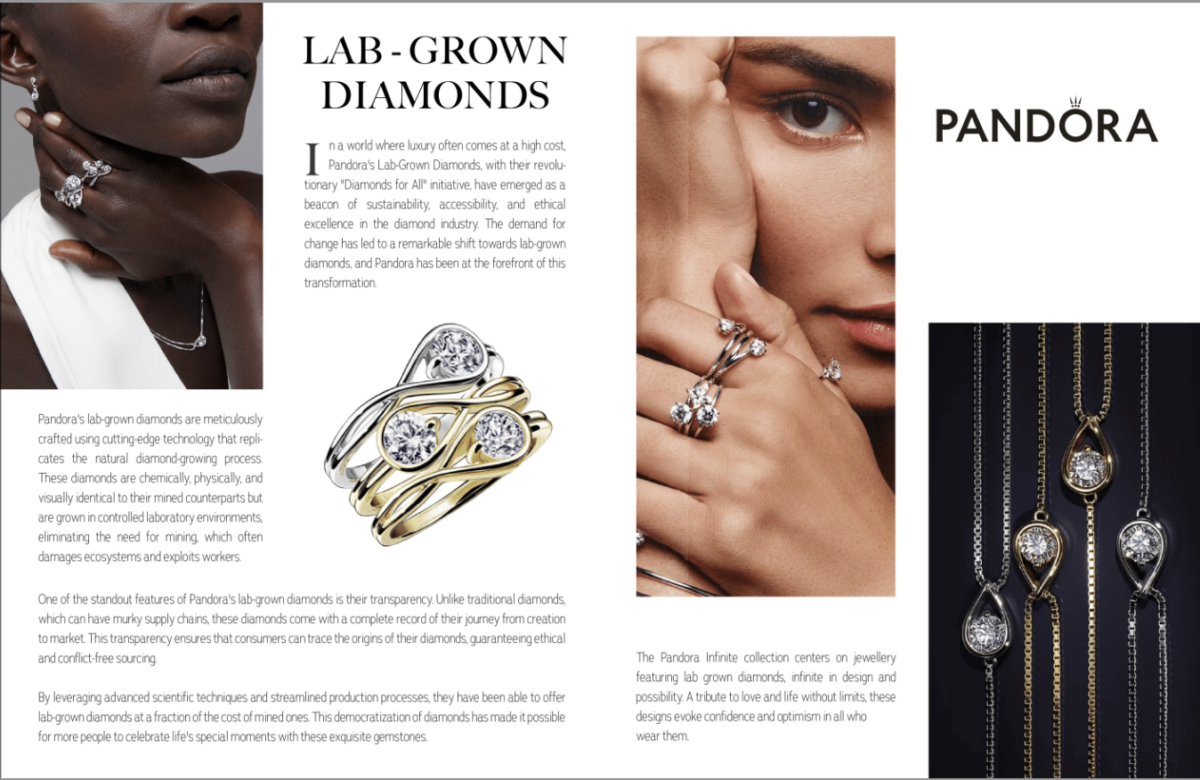 LAB - GROWN
DIAMONDS
In a world where luxury often comes at a high cost,
Pandora's Lab-Grown Diamonds, with their revolu-
tionary "Diamonds for All" initiative, have emerged as a
beacon of sustainability, accessibility, and ethical
excellence in the diamond industry. The demand for
change has led to a remarkable shift towards lab-grown
diamonds, and Pandora has been at the forefront of this
transformation.
Pandora's lab-grown diamonds are meticulously
crafted using cutting-edge technology that repli-
cates the natural diamond-growing process.
These diamonds are chemically, physically, and
visually identical to their mined counterparts but
are grown in controlled laboratory environments,
eliminating the need for mining, which often
damages ecosystems and exploits workers.
One of the standout features of Pandora's lab-grown diamonds is their transparency. Unlike traditional diamonds,
which can have murky supply chains, these diamonds come with a complete record of their journey from creation
to market. This transparency ensures that consumers can trace the origins of their diamonds, guaranteeing ethical
and conflict-free sourcing.
By leveraging advanced scientific techniques and streamlined production processes, they have been able to offer
lab-grown diamonds at a fraction of the cost of mined ones. This democratization of diamonds has made it possible
for more people to celebrate life's special moments with these exquisite gemstones.
The Pandora Infinite collection centers on jewellery
featuring lab grown diamonds, infinite in design and
possibility. A tribute to love and life without limits, these
designs evoke confidence and optimism in all who
wear them.
PANDORA